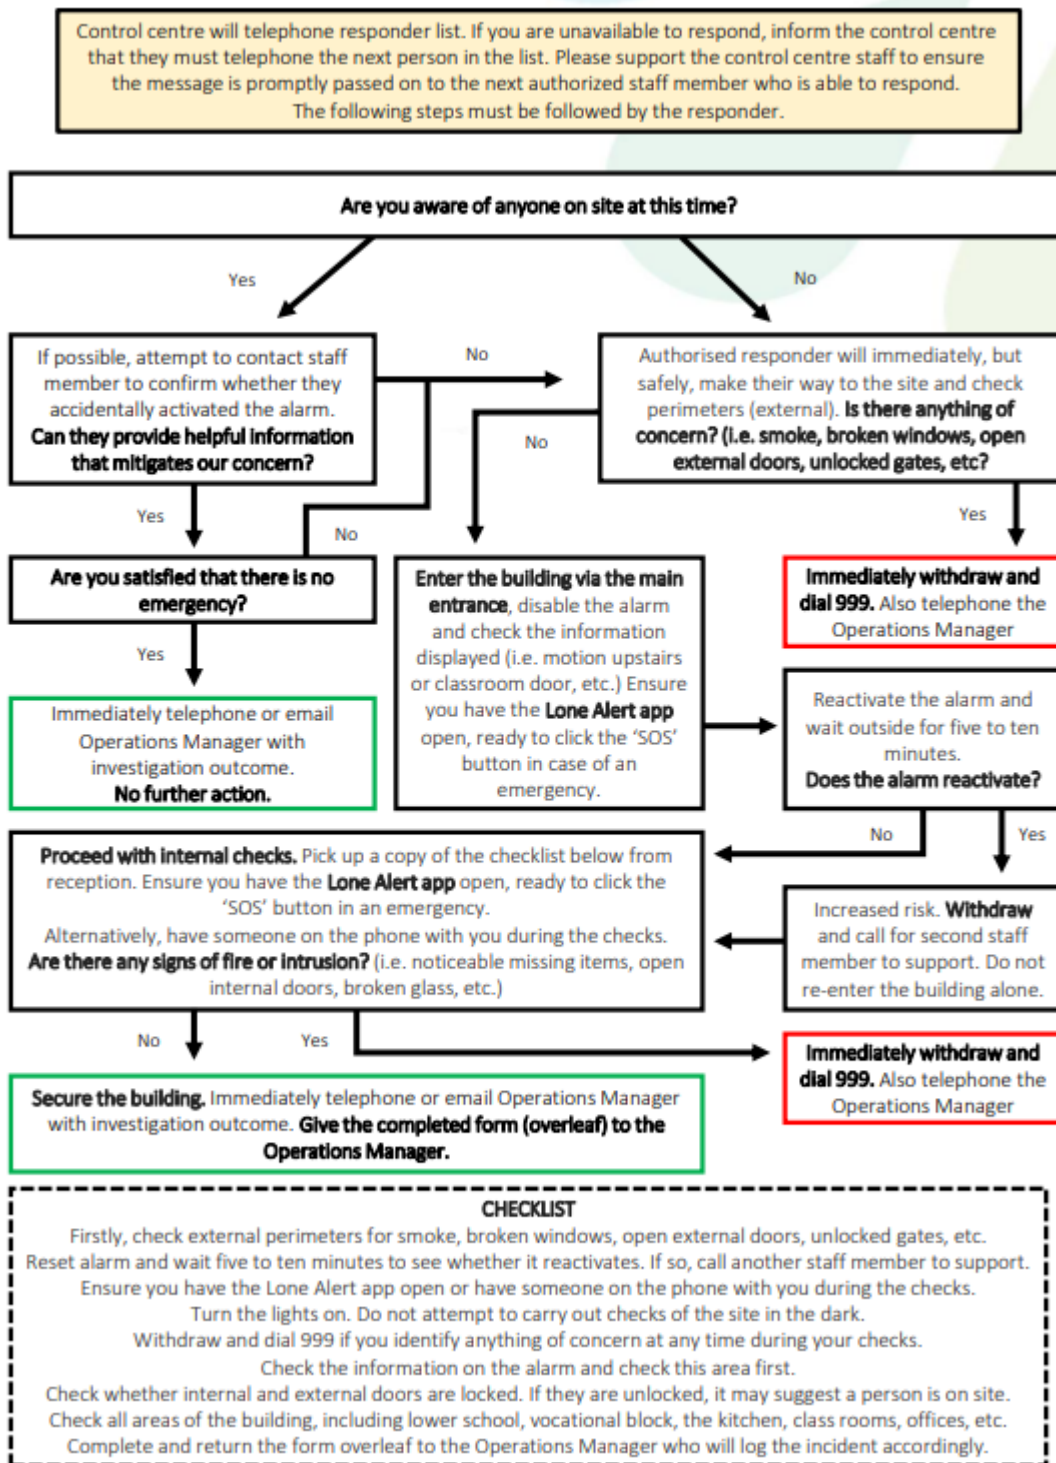 Control centre will telephone responder list. If you are unavailable to respond, inform the control centre
that they must telephone the next person in the list. Please support the control centre staff to ensure
the message is promptly passed on to the next authorized staff member who is able to respond.
The following steps must be followed by the responder.
Are you aware of anyone on site at this time?
Yes
No
If possible, attempt to contact staff
member to confirm whether they
accidentally activated the alarm.
Can they provide helpful information
that mitigates our concern?
No
Authorised responder will immediately, but
safely, make their way to the site and check
perimeters (external). Is there anything of
concern? (i.e. smoke, broken windows, open
external doors, unlocked gates, etc?
No
Yes
No
Yes
Are you satisfied that there is no
emergency?
Enter the building via the main
entrance, disable the alarm
and check the information
displayed (i.e. motion upstairs
or classroom door, etc.) Ensure
you have the Lone Alert app
open, ready to click the ‘SOS’
button in case of an
emergency.
Immediately withdraw and
dial 999. Also telephone the
Operations Manager
Yes
Immediately telephone or email
Operations Manager with
investigation outcome.
No further action.
Reactivate the alarm and
wait outside for five to ten
minutes.
Does the alarm reactivate?
No
Yes
Proceed with internal checks. Pick up a copy of the checklist below from
reception. Ensure you have the Lone Alert app open, ready to click the
‘SOS’ button in an emergency.
Alternatively, have someone on the phone with you during the checks.
Are there any signs of fire or intrusion? (i.e. noticeable missing items, open
internal doors, broken glass, etc.)
Increased risk. Withdraw
and call for second staff
member to support. Do not
re-enter the building alone.
No
Yes
Immediately withdraw and
dial 999. Also telephone the
Operations Manager
Secure the building. Immediately telephone or email Operations Manager
with investigation outcome. Give the completed form (overleaf) to the
Operations Manager.
CHECKLIST
Firstly, check external perimeters for smoke, broken windows, open external doors, unlocked gates, etc.
Reset alarm and wait five to ten minutes to see whether it reactivates. If so, call another staff member to support.
Ensure you have the Lone Alert app open or have someone on the phone with you during the checks.
Turn the lights on. Do not attempt to carry out checks of the site in the dark.
Withdraw and dial 999 if you identify anything of concern at any time during your checks.
Check the information on the alarm and check this area first.
Check whether internal and external doors are locked. If they are unlocked, it may suggest a person is on site.
Check all areas of the building, including lower school, vocational block, the kitchen, class rooms, offices, etc.
Complete and return the form overleaf to the Operations Manager who will log the incident accordingly.